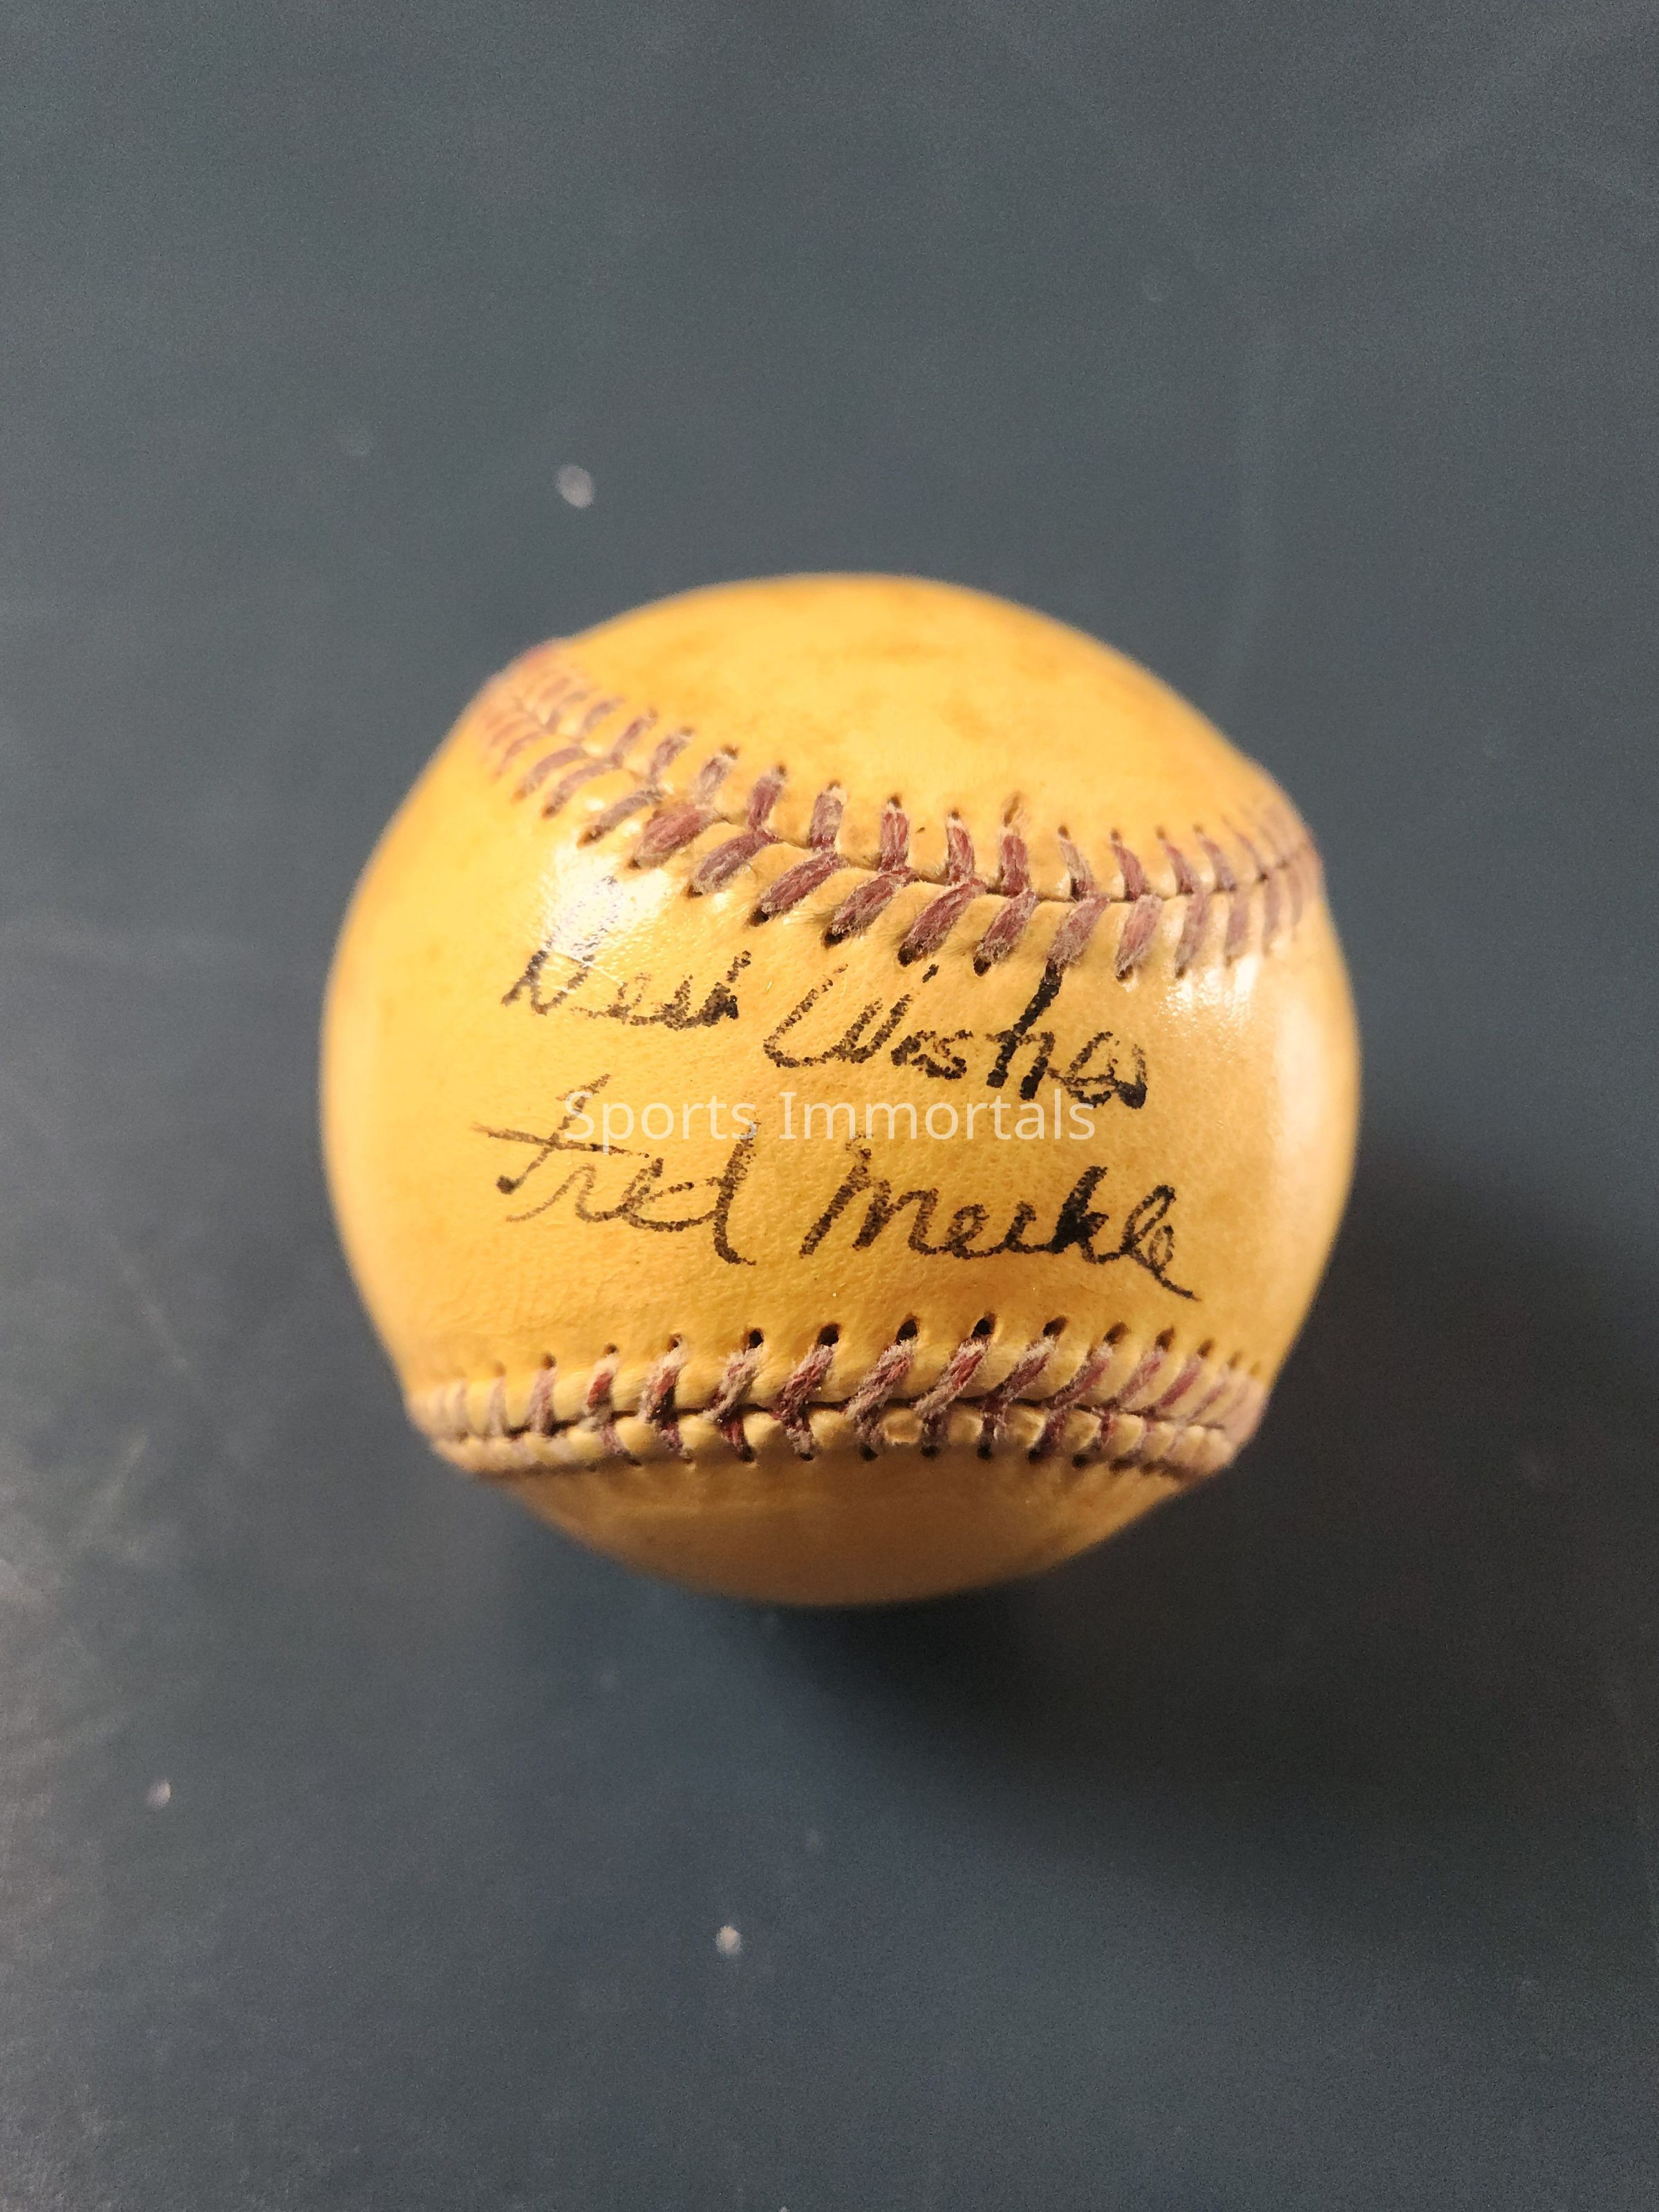 Best Wishes
Sports Immortals
Fred Merkle